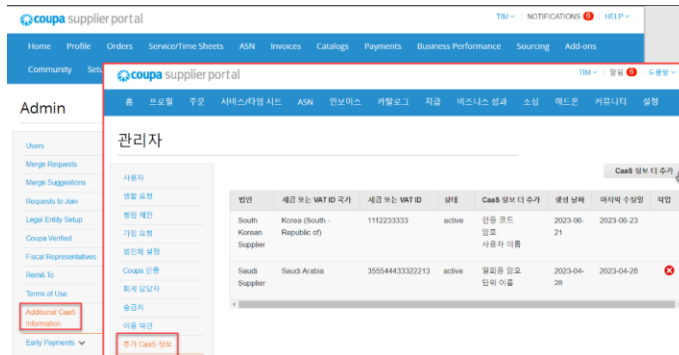 coupa supplier portal
TIM NOTIFICATIONS 6 HELP
Home Profile Orders Service/Time Sheets ASN Invoices Catalogs Payments Business Performance Sourcing Add-ons
Community
Admin
Users
Merge Requests
Merge Suggestions
Requests to Join
Legal Entity Setup
Coupa Verified
Fiscal Representatives
Remit-To
Terms of Use
Additional CaaS
Information
Early Payments
coupa supplier portal
TIM 알림 6 도움말
홈 프로필 주문 서비스/타임 시트 ASN 인보이스 카탈로그 지급 비즈니스 성과 소싱 애드온 커뮤니티 설정
관리자
사용자
병합 요청
병합 제안
가입 요청
법인체 설정
Coupa 인증
회계 담당자
송금처
이용 약관
추가 CaaS 정보
CaaS 정보 더 추가
법인 세금 또는 VAT ID 국가 세금 또는 VAT ID 상태 CaaS 정보 더 추가 생성 날짜 마지막 수정일 작업
South Korean Supplier Korea (South - Republic of) 1112233333 active 인증 코드 암호 사용자 이름 2023-06-21 2023-06-23
Saudi Supplier Saudi Arabia 355544433322213 active 일회용 암호 단위 이름 2023-04-28 2023-04-28